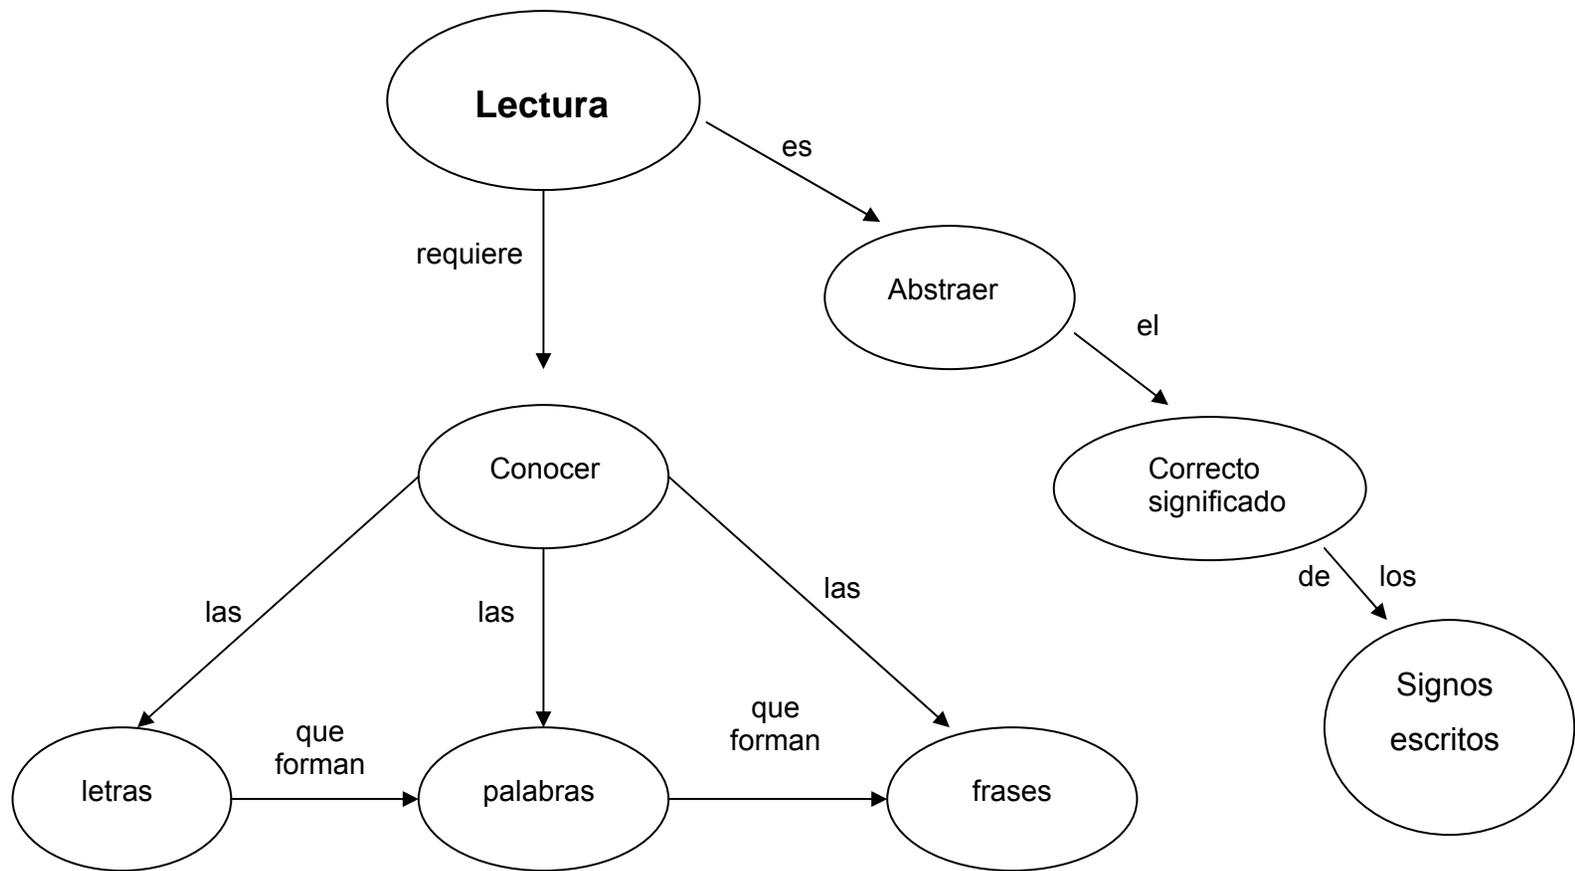 Lectura
es
requiere
Abstraer
el
Conocer
Correcto
significado
de los
las
las
las
Signos
escritos
que
forman
que
forman
letras
palabras
frases